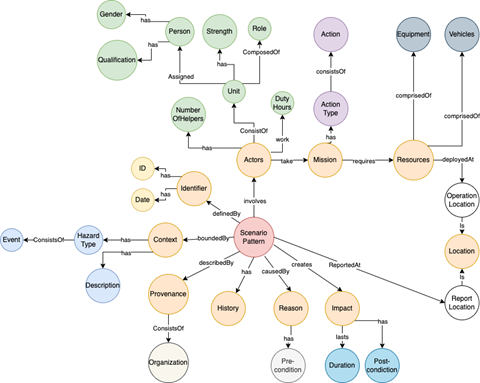 Gender
has
Person
Strength
Role
Equipment
Vehicles
Action
has
Qualification
has
ComposedOf
Assigned
consistsOf
Unit
Duty
Hours
comprisedOf
comprisedOf
Number
OfHelpers
Action
Type
ConsistOf
work
has
has
Actors
take
Mission
requires
Resources
deployedAt
ID
has
Identifier
Date
has
involves
Operation
Location
definedBy
Is
Event
ConsistsOf
Hazard
Type
has
Context
boundedBy
Scenario
Pattern
Location
has
describedBy
causedBy
creates
ReportedAt
Is
Description
has
Provenance
History
Reason
Impact
Report
Location
ConsistsOf
has
lasts
has
Organization
Pre-
condition
Duration
Post-
condiction